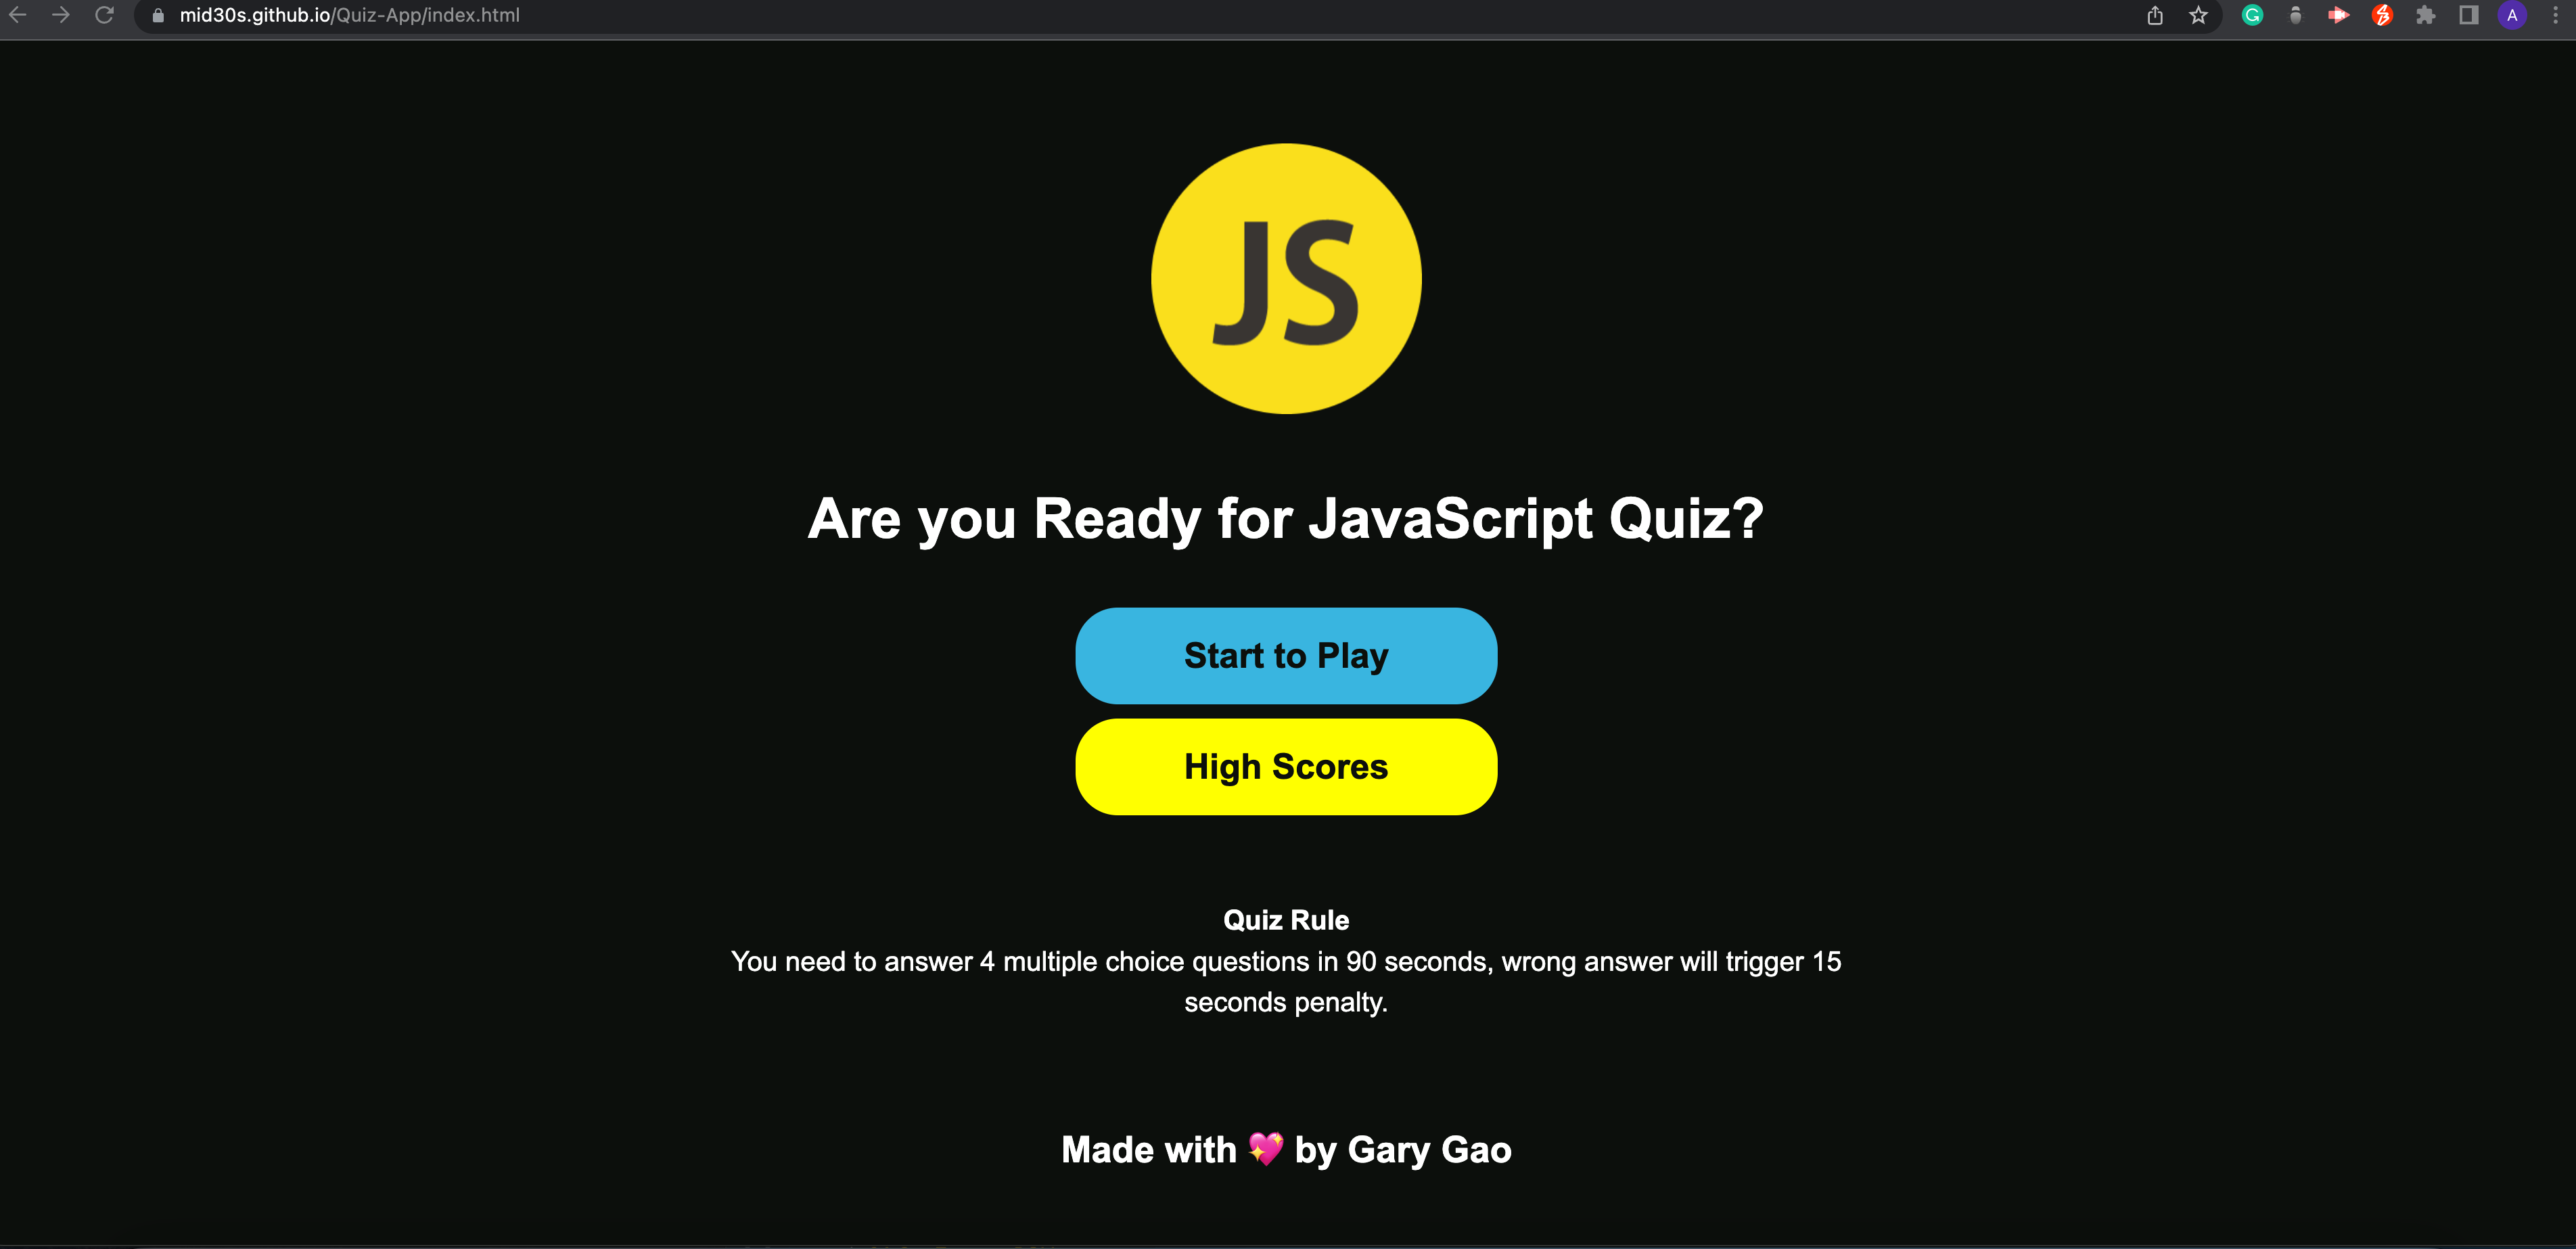 mid30s.github.io/Quiz-App/index.html
A
JS
Are you Ready for JavaScript Quiz?
Start to Play
High Scores
Quiz Rule
You need to answer 4 multiple choice questions in 90 seconds, wrong answer will trigger 15
seconds penalty.
Made with 💖 by Gary Gao